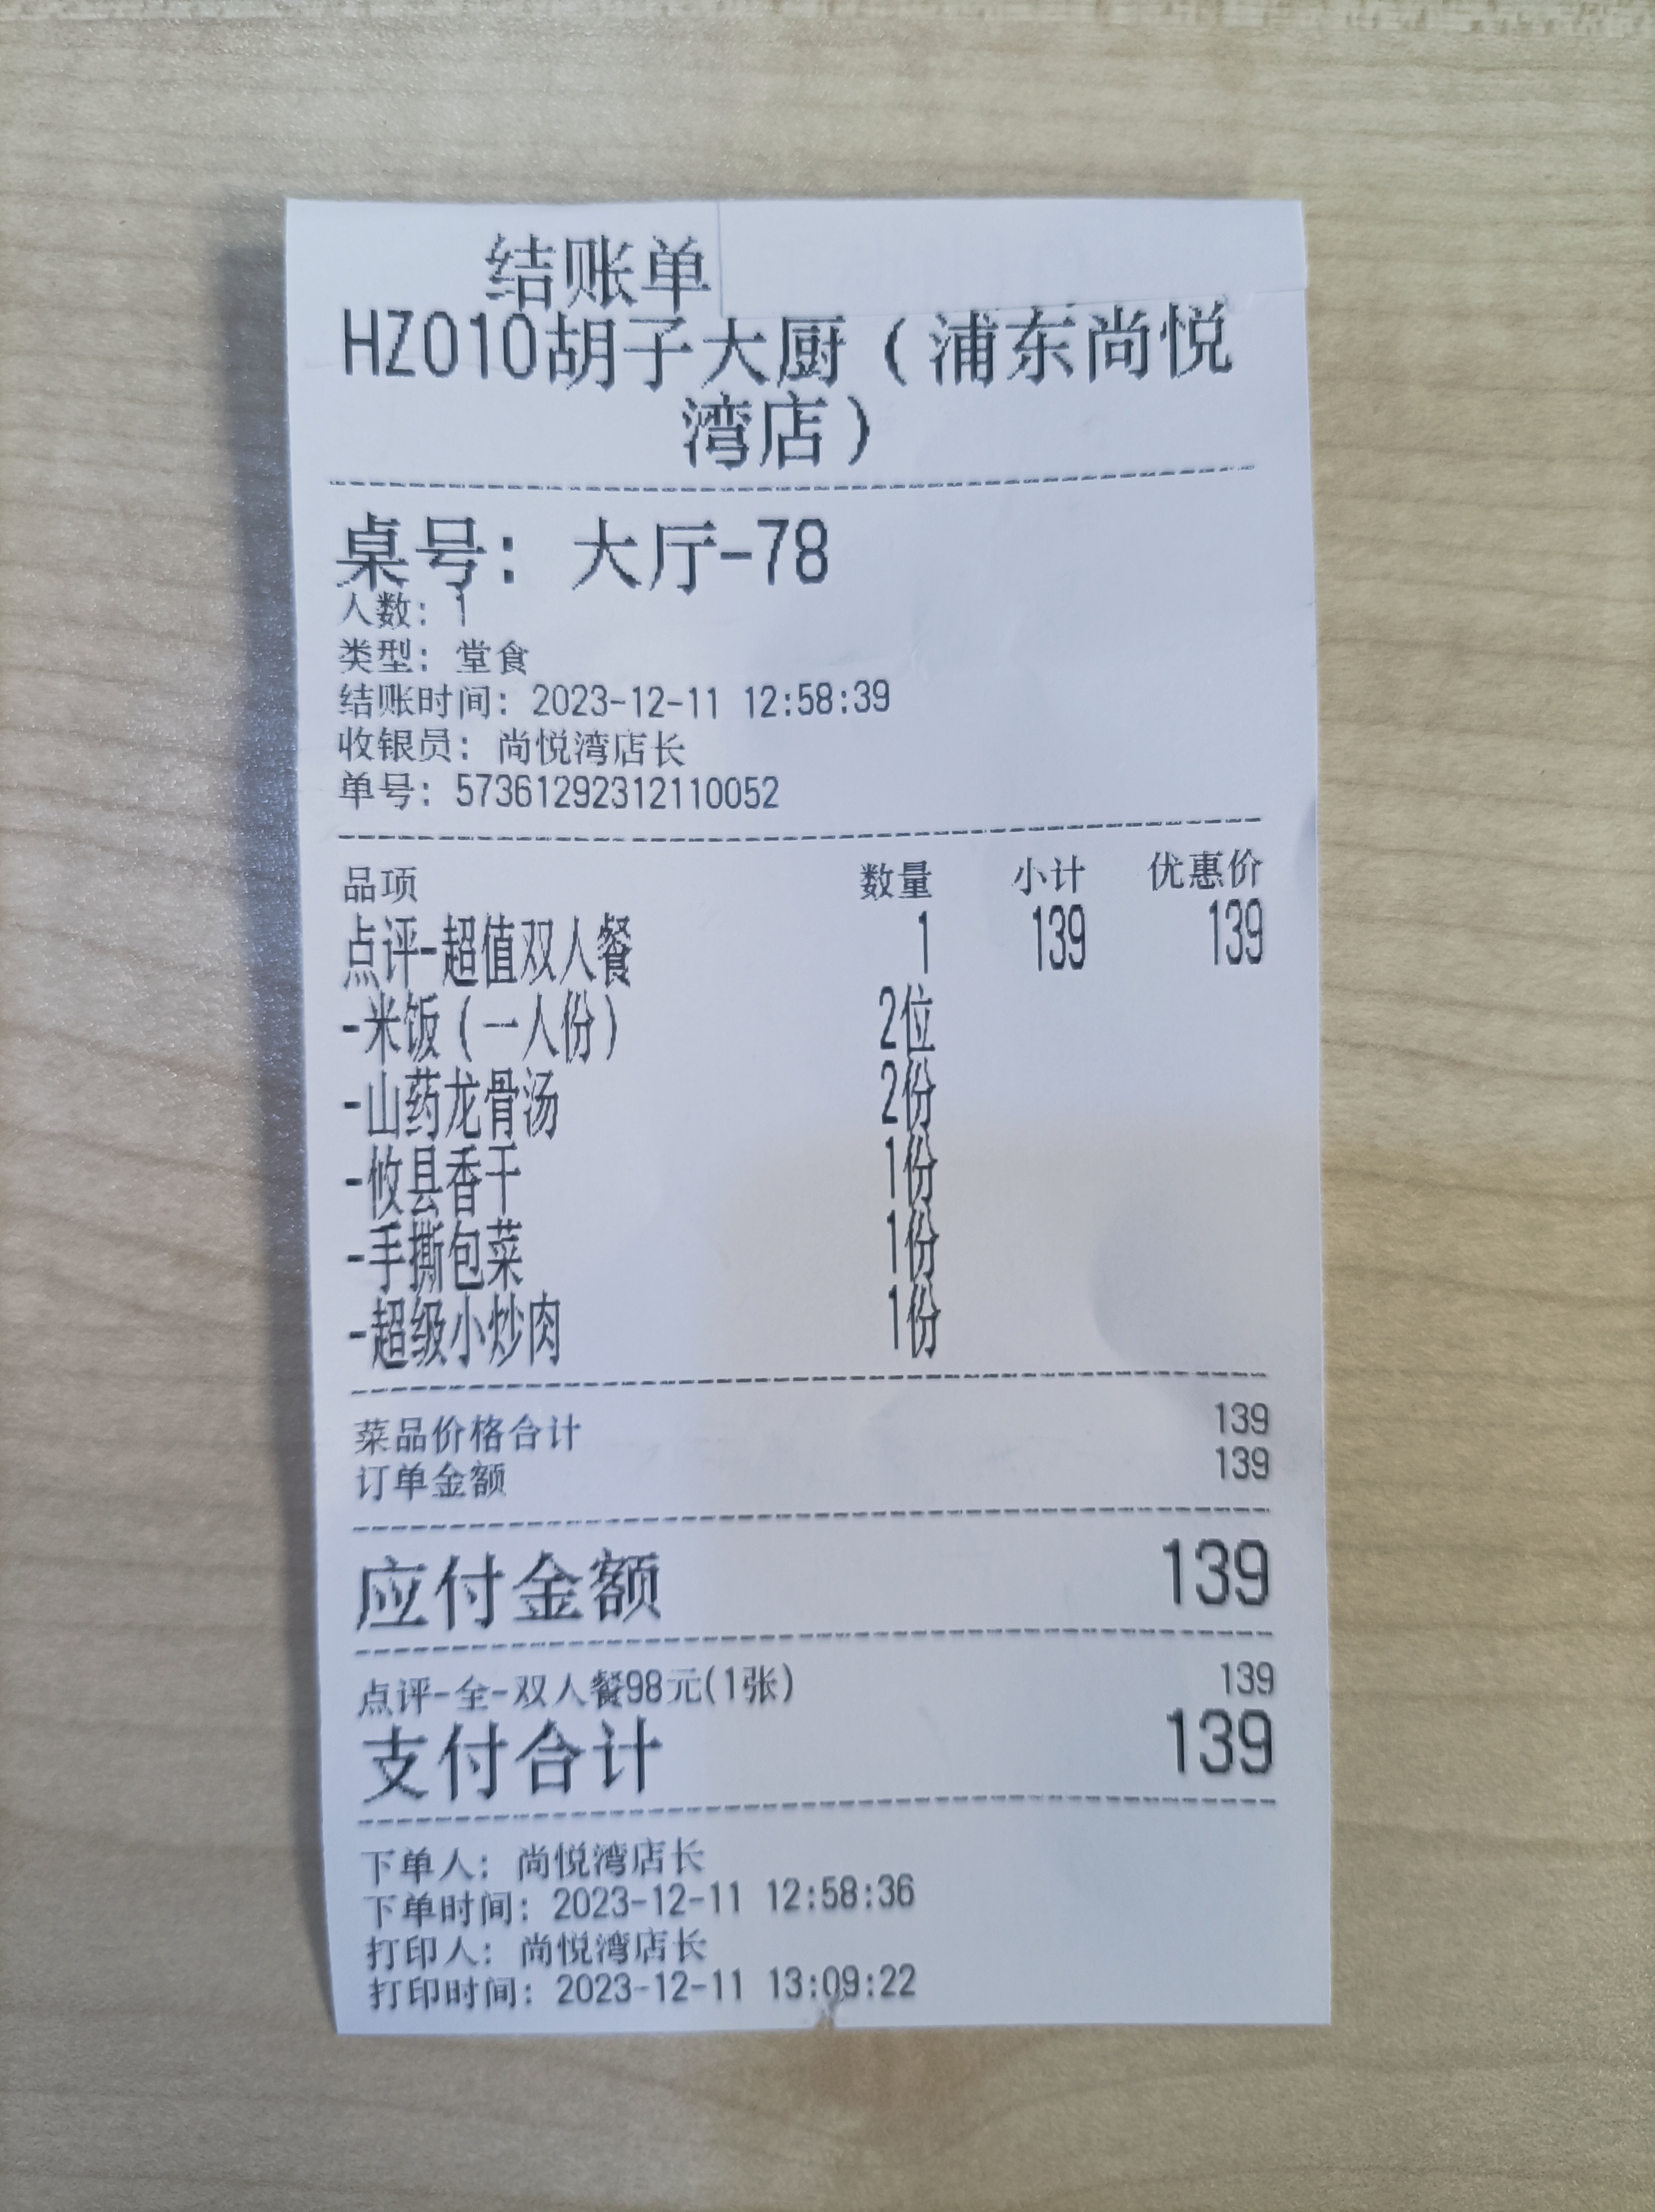 结账单
HZ010胡子大厨（浦东尚悦
湾店）
桌号：大厅-78
人数：1
类型：堂食
结账时间：2023-12-11 12:58:39
收银员：尚悦湾店长
单号：573612923121100​52
品项 数量 小计 优惠价
点评-超值双人餐 1 139 139
-米饭（一人份） 2位
-山药龙骨汤 2份
-攸县香干 1份
-手撕包菜 1份
-超级小炒肉 1份
菜品价格合计 139
订单金额 139
应付金额 139
点评-全-双人餐98元(1张) 139
支付合计 139
下单人：尚悦湾店长
下单时间：2023-12-11 12:58:36
打印人：尚悦湾店长
打印时间：2023-12-11 13:09:22